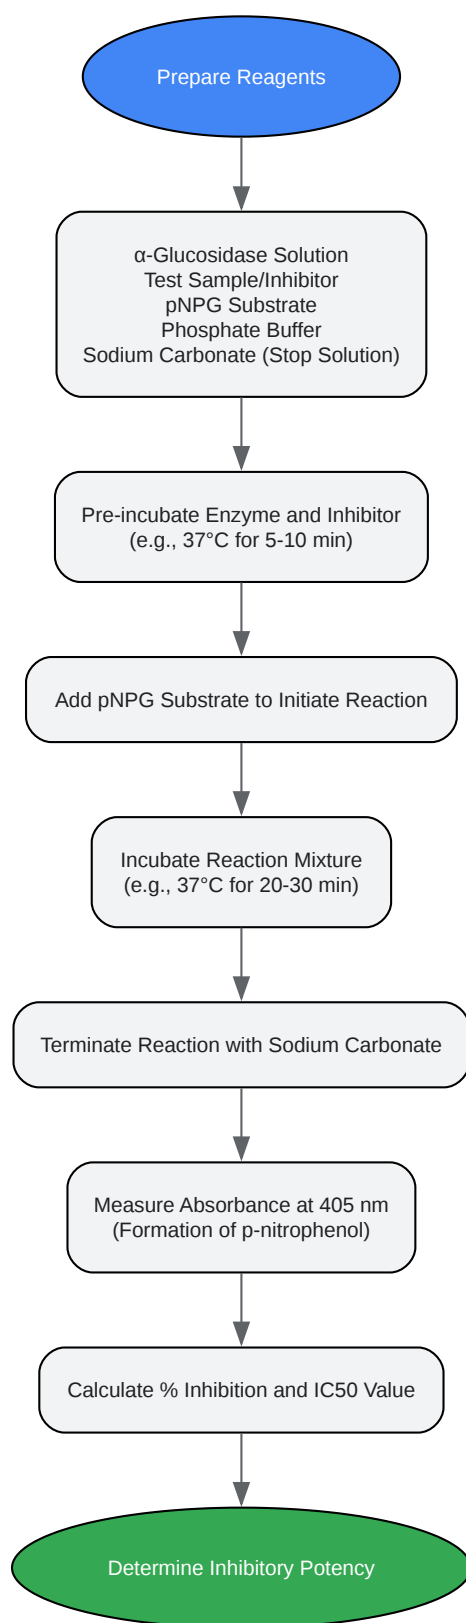 Prepare Reagents
α-Glucosidase Solution
Test Sample/Inhibitor
pNPG Substrate
Phosphate Buffer
Sodium Carbonate (Stop Solution)
Pre-incubate Enzyme and Inhibitor
(e.g., 37°C for 5-10 min)
Add pNPG Substrate to Initiate Reaction
Incubate Reaction Mixture
(e.g., 37°C for 20-30 min)
Terminate Reaction with Sodium Carbonate
Measure Absorbance at 405 nm
(Formation of p-nitrophenol)
Calculate % Inhibition and IC50 Value
Determine Inhibitory Potency